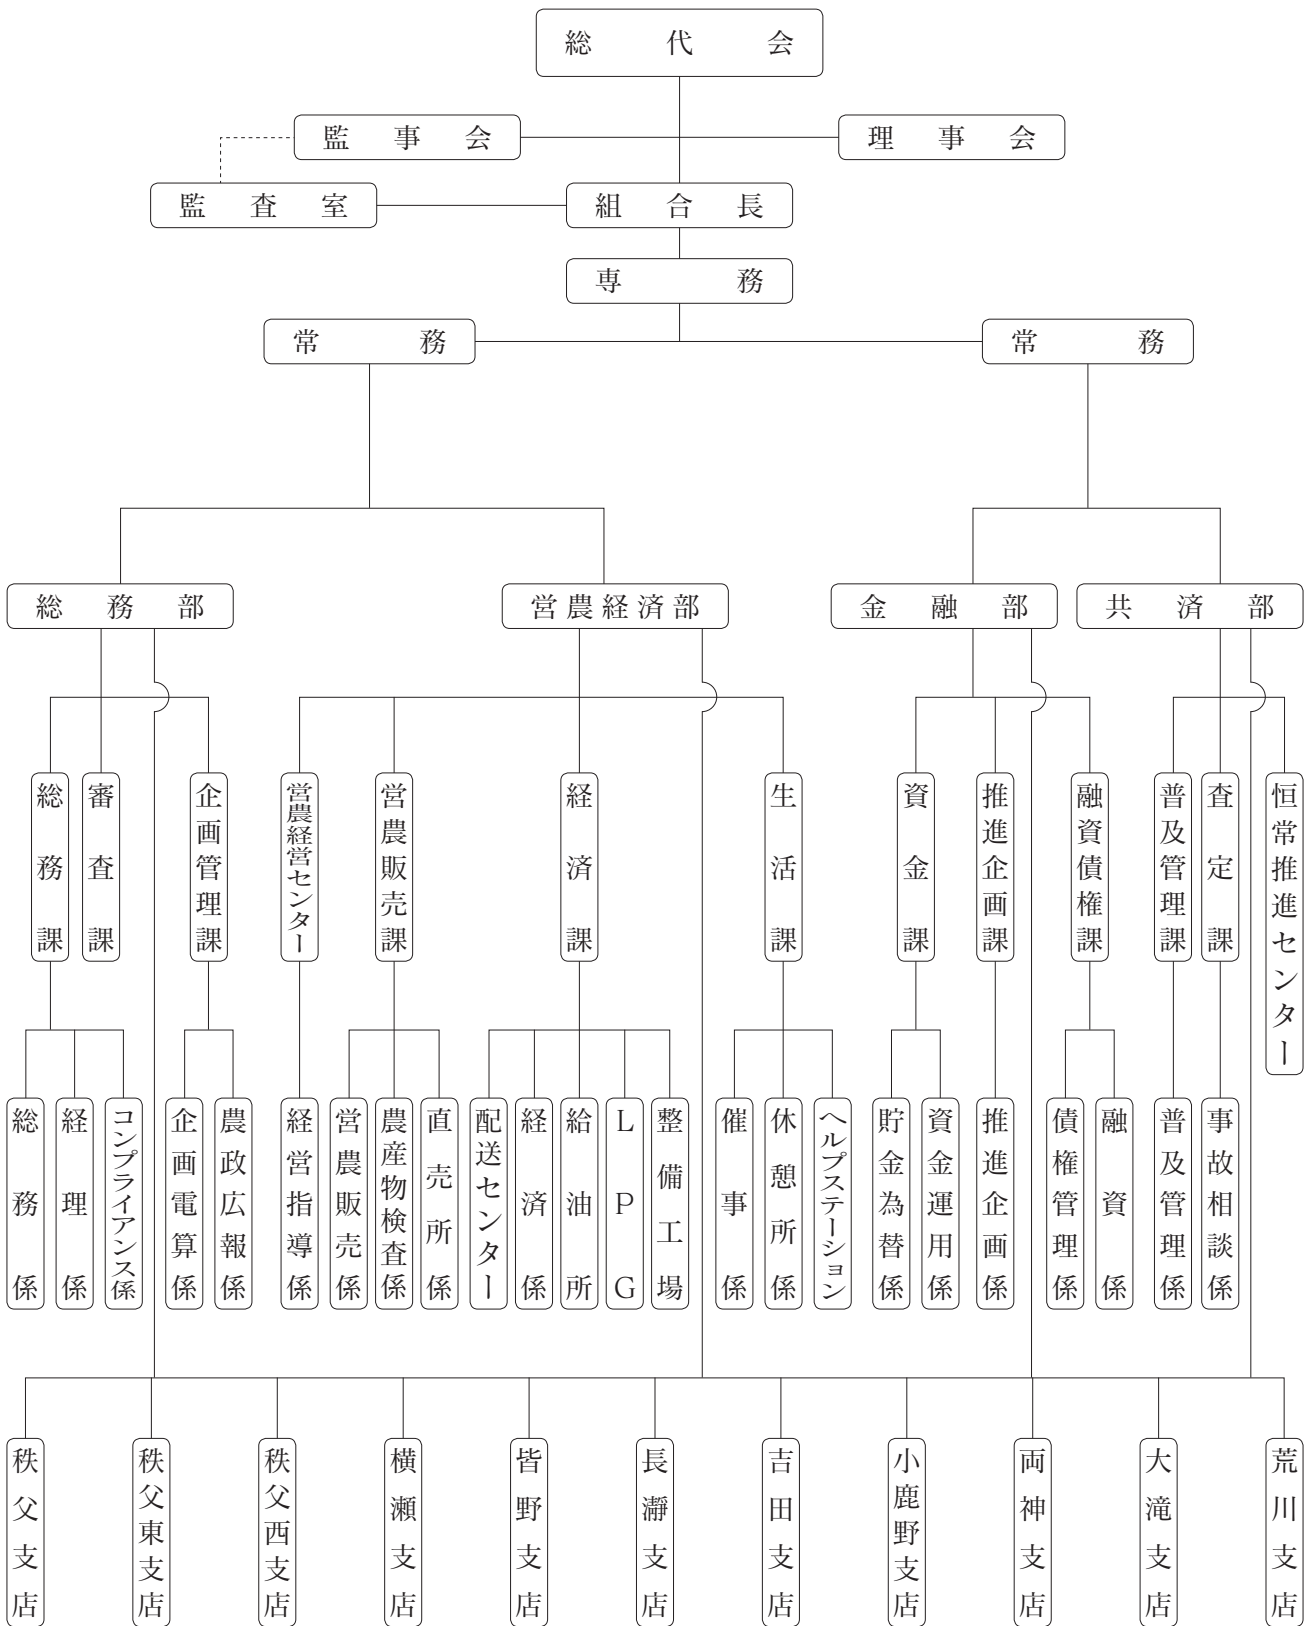 総代会
監事会
理事会
監査室
組合長
専務
常務
常務
総務部
営農経済部
金融部
共済部
総務課
審査課
企画管理課
営農経営センター
営農販売課
経済課
生活課
資金課
推進企画課
融資債権課
普及管理課
査定課
恒常推進センター
総務係
経理係
コンプライアンス係
企画電算係
農政広報係
経営指導係
営農販売係
農産物検査係
直売所係
配送センター
経済係
給油所
LPG
整備工場
催事係
休憩所係
ヘルプステーション
貯金為替係
資金運用係
推進企画係
債権管理係
融資係
普及管理係
事故相談係
秩父支店
秩父東支店
秩父西支店
横瀬支店
皆野支店
長瀞支店
吉田支店
小鹿野支店
両神支店
大滝支店
荒川支店